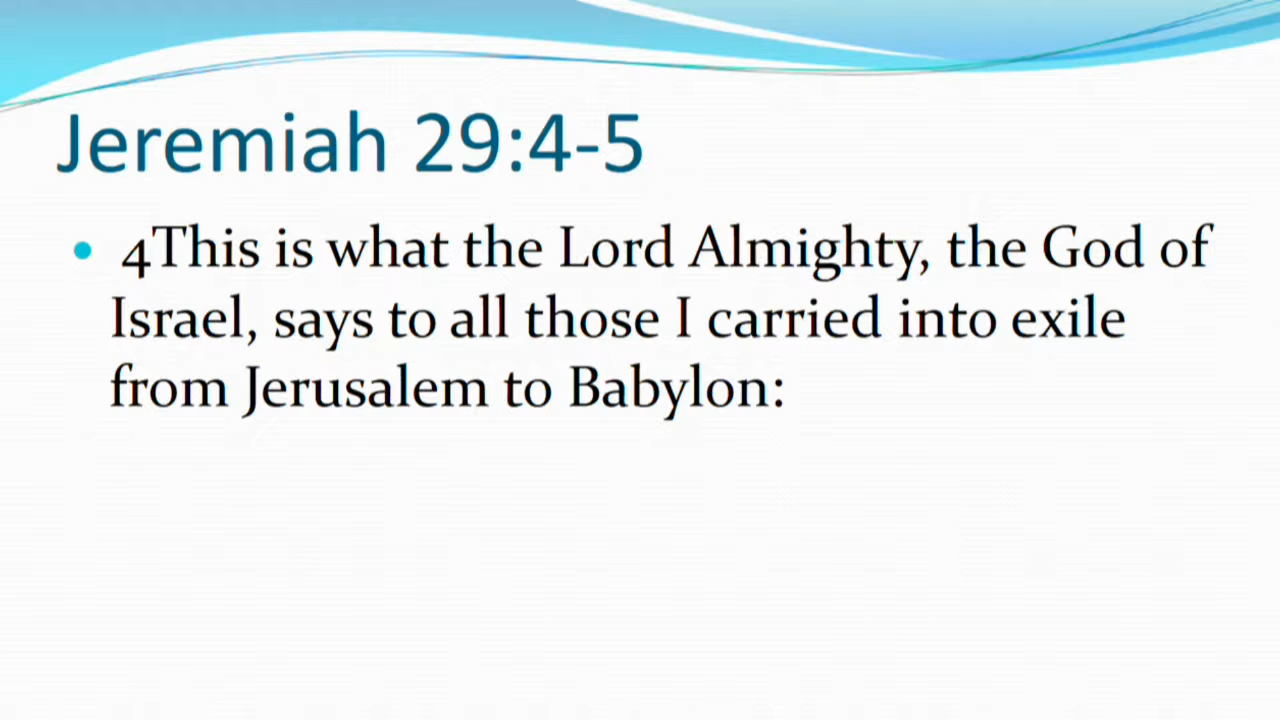 Jeremiah 29:4-5
• 4This is what the Lord Almighty, the God of
Israel, says to all those I carried into exile
from Jerusalem to Babylon: